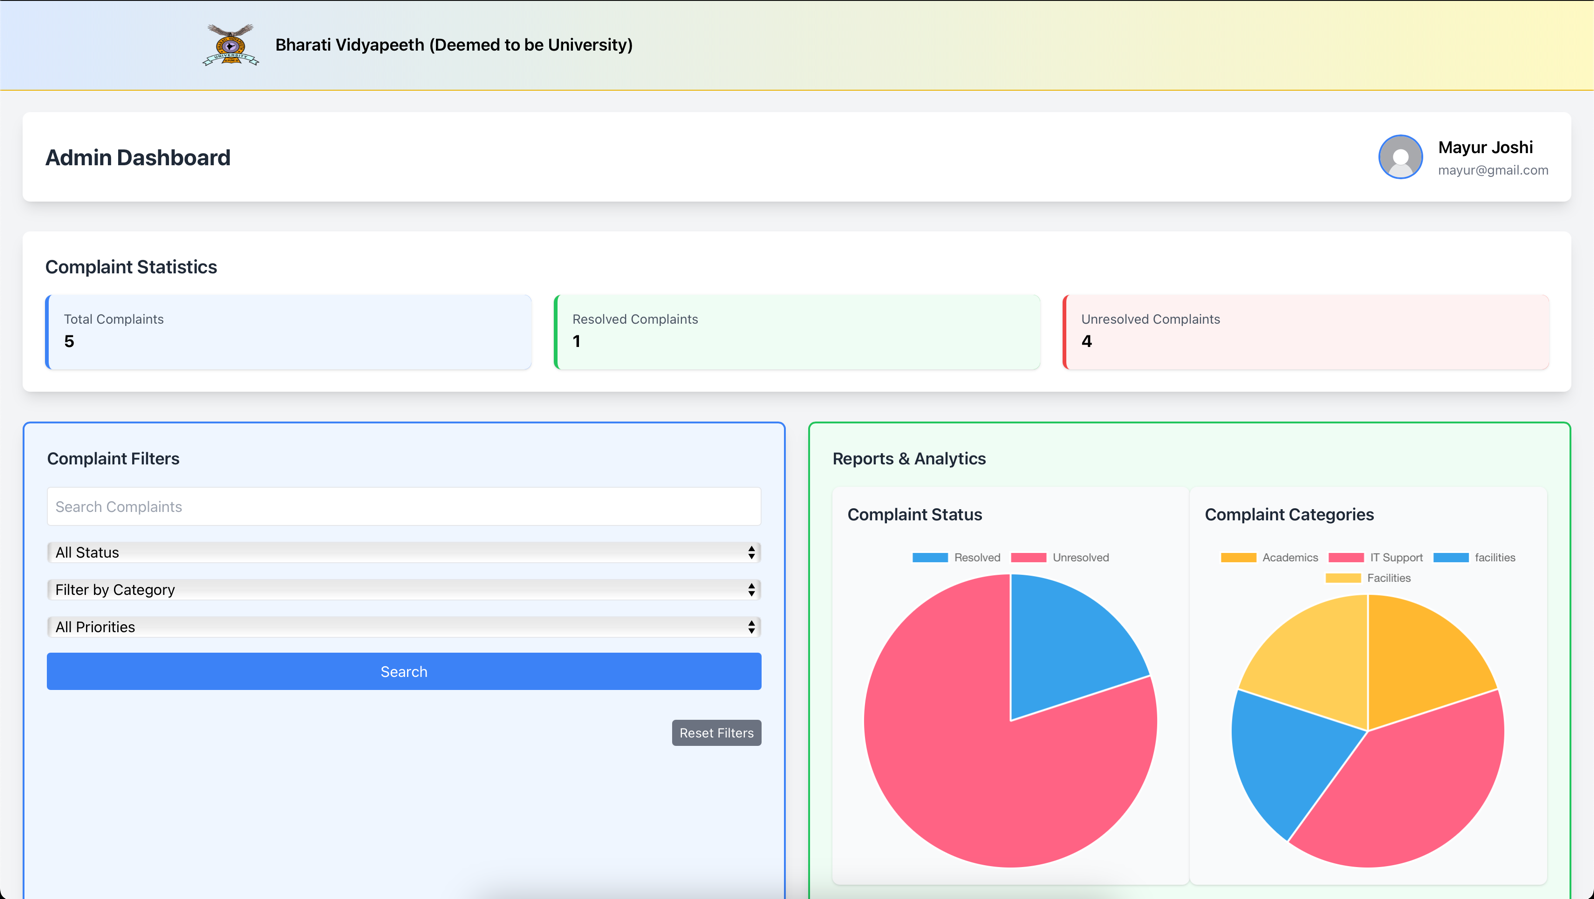 Bharati Vidyapeeth (Deemed to be University)
Admin Dashboard
Mayur Joshi
mayur@gmail.com
Complaint Statistics
Total Complaints
5
Resolved Complaints
1
Unresolved Complaints
4
Complaint Filters
Search Complaints
All Status
Filter by Category
All Priorities
Search
Reset Filters
Reports & Analytics
Complaint Status
Resolved Unresolved
Complaint Categories
Academics IT Support facilities
Facilities